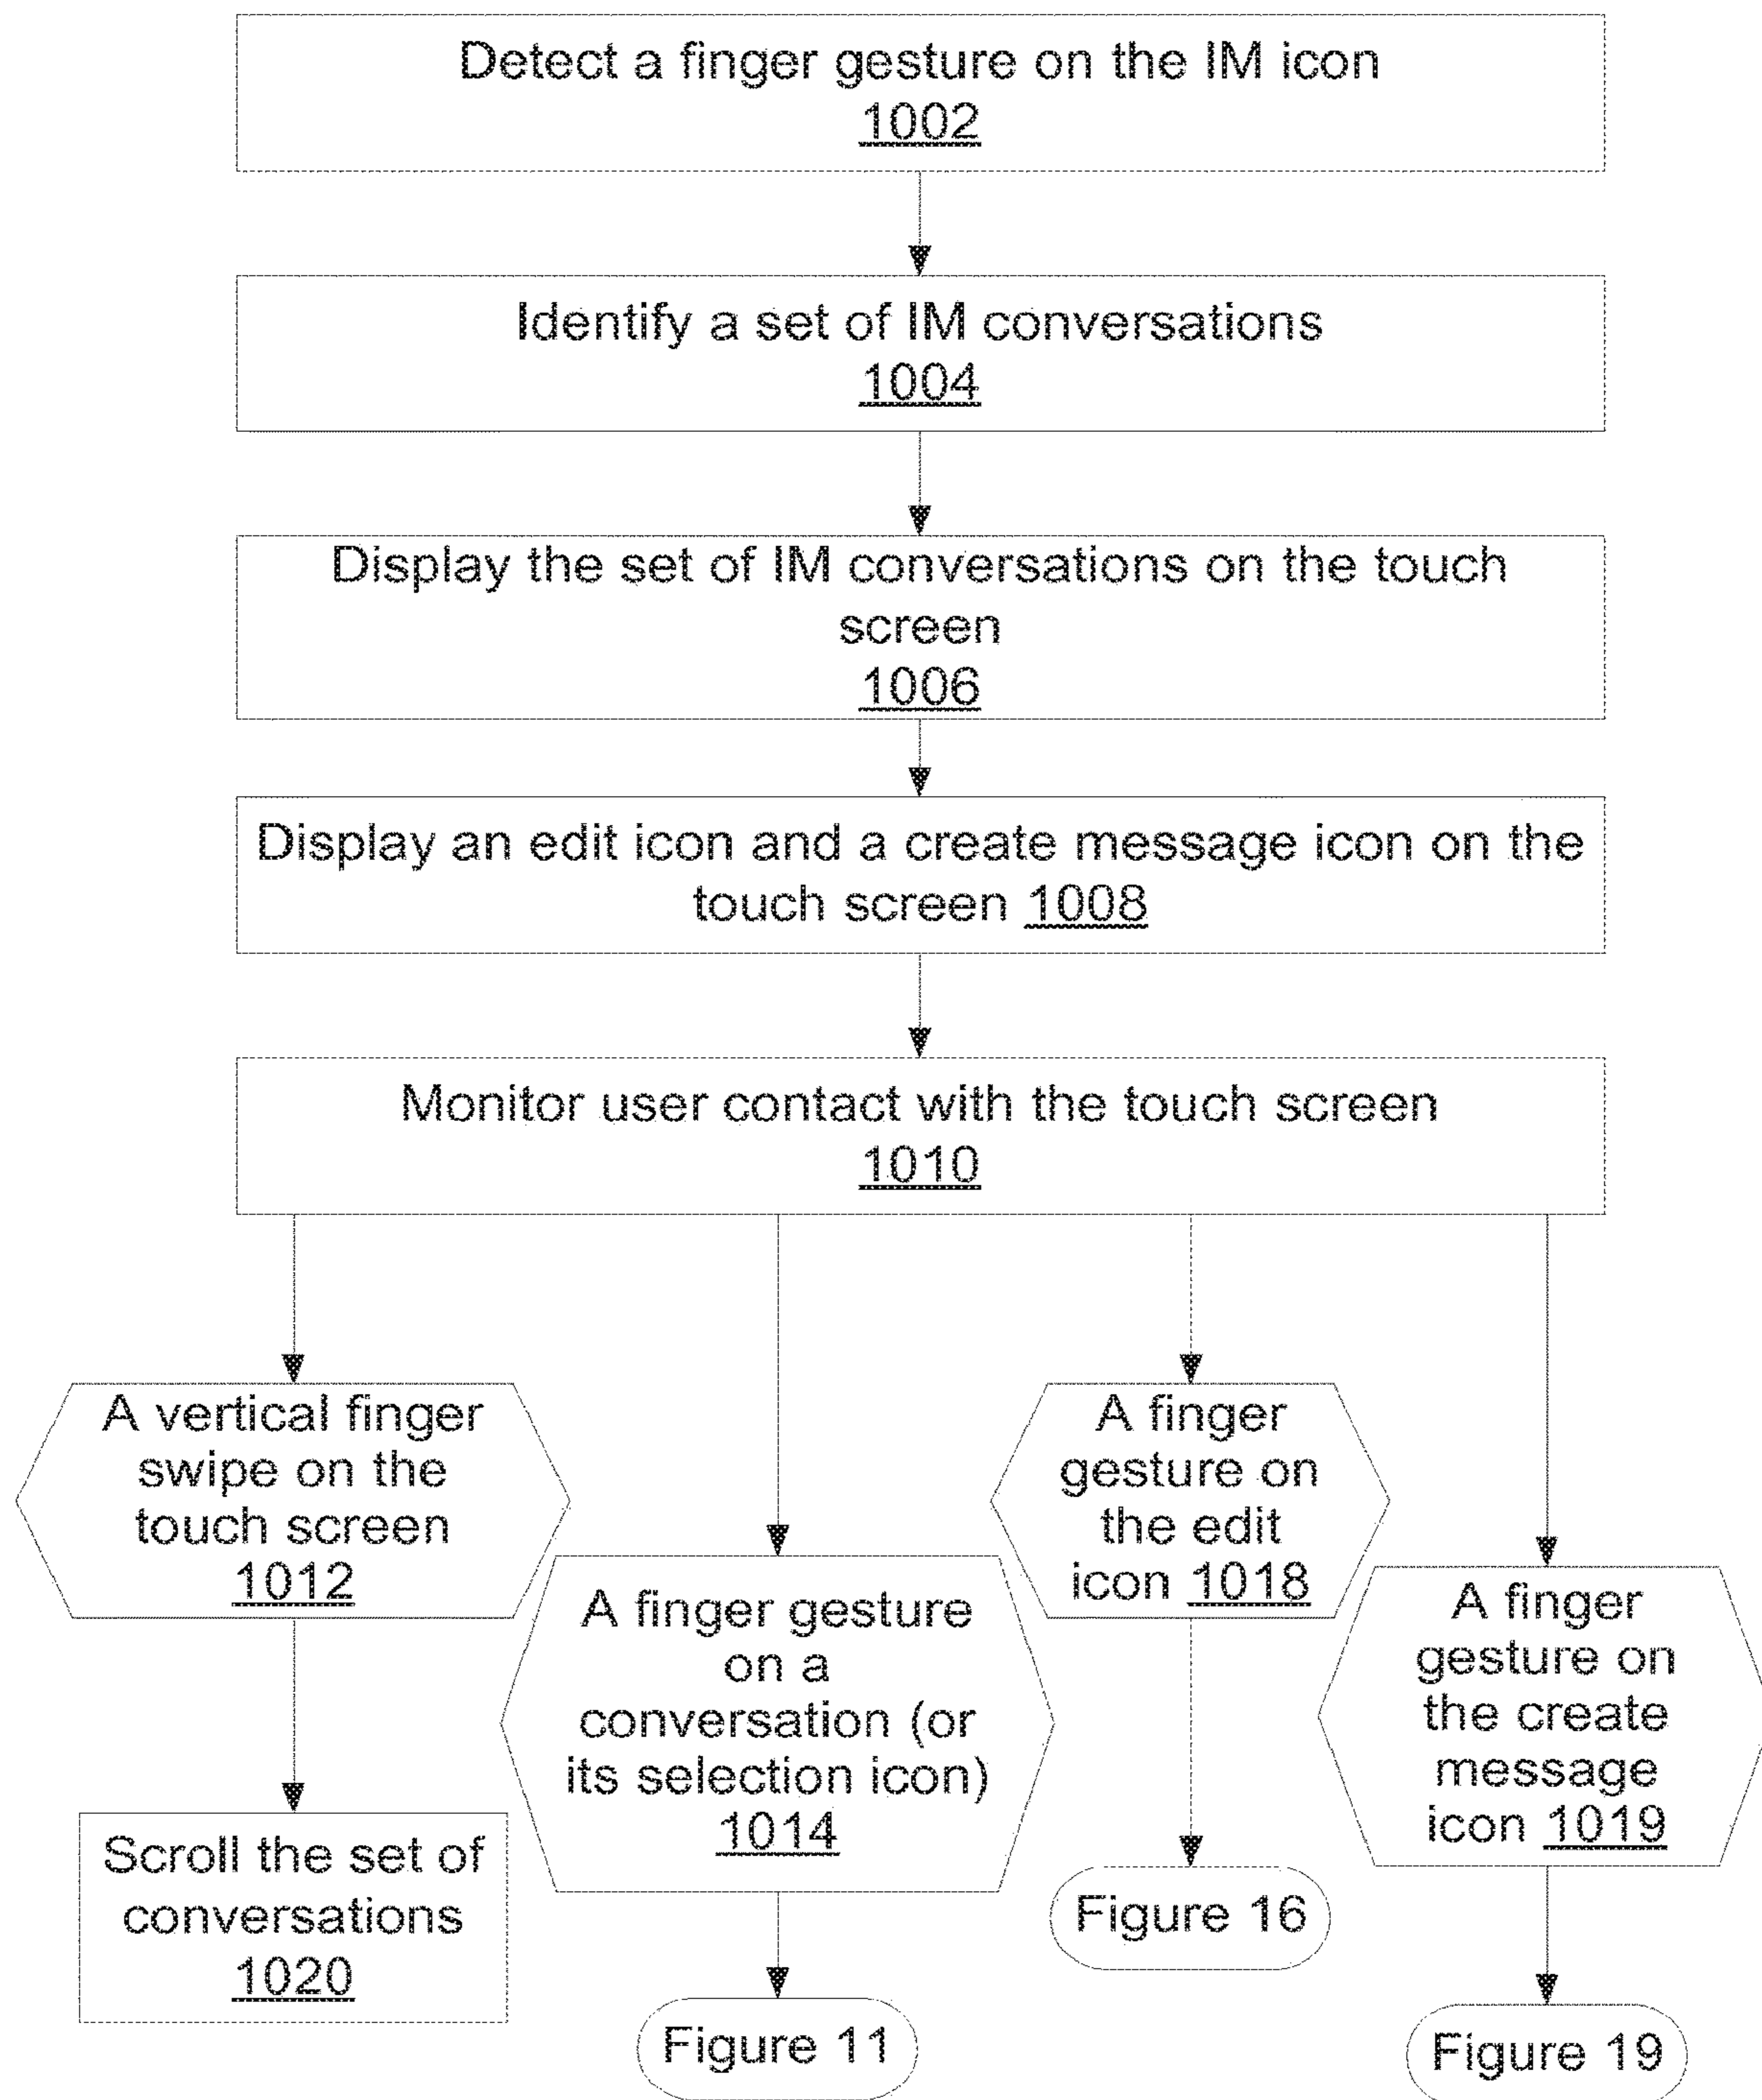 Detect a finger gesture on the IM icon
1002
Identify a set of IM conversations
1004
Display the set of IM conversations on the touch
screen
1006
Display an edit icon and a create message icon on the
touch screen 1008
Monitor user contact with the touch screen
1010
A vertical finger
swipe on the
touch screen
1012
Scroll the set of
conversations
1020
A finger gesture
on a
conversation (or
its selection icon)
1014
Figure 11
A finger
gesture on
the edit
icon 1018
Figure 16
A finger
gesture on
the create
message
icon 1019
Figure 19